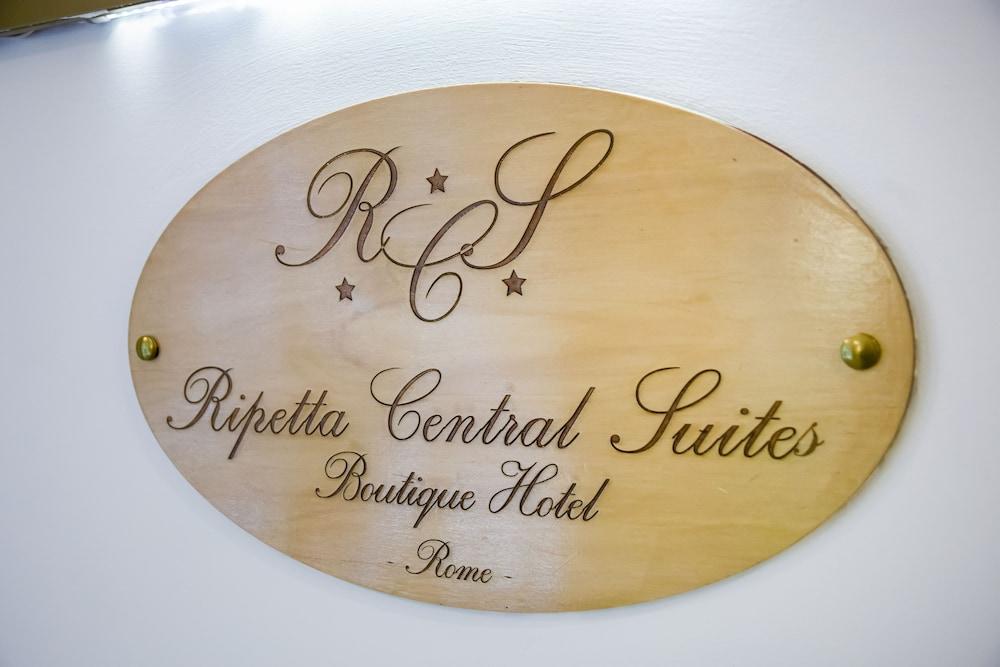 RCS
Ripetta Central Suites
Boutique Hotel
- Rome -